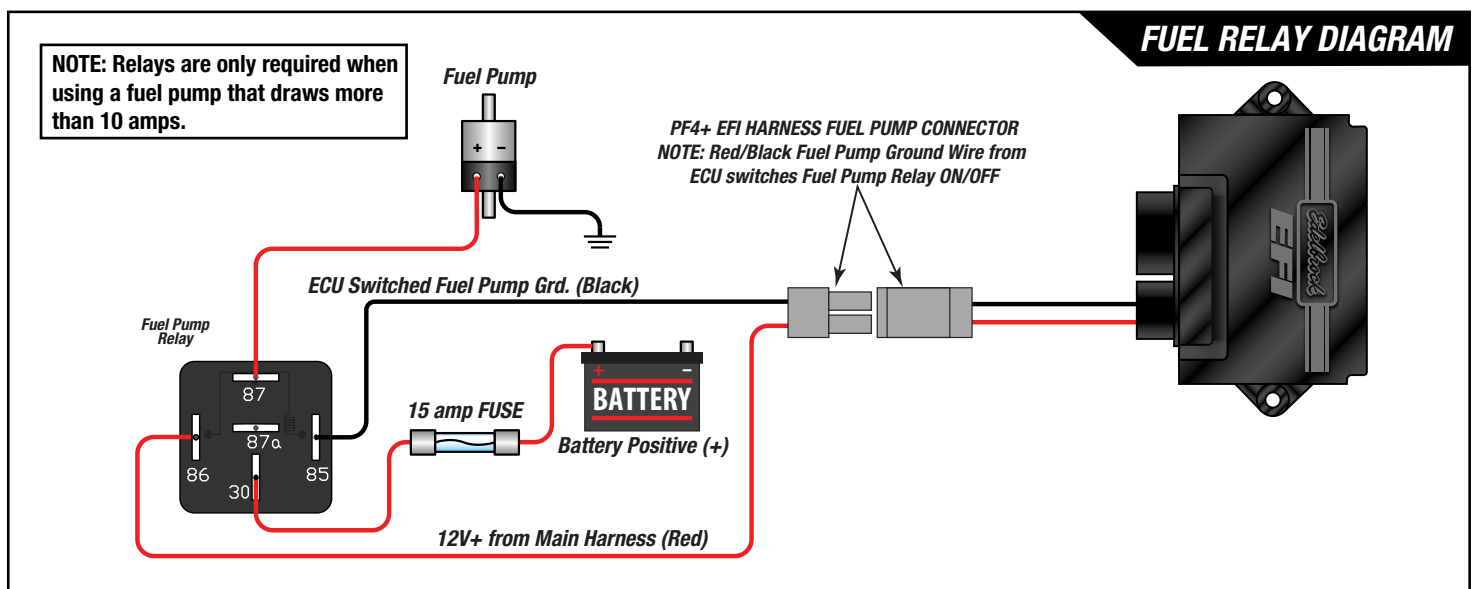 FUEL RELAY DIAGRAM
NOTE: Relays are only required when
using a fuel pump that draws more
than 10 amps.
Fuel Pump
+ −
PF4+ EFI HARNESS FUEL PUMP CONNECTOR
NOTE: Red/Black Fuel Pump Ground Wire from
ECU switches Fuel Pump Relay ON/OFF
Edelbrock
EFI
ECU Switched Fuel Pump Grd. (Black)
Fuel Pump
Relay
87
87a
86
85
30
15 amp FUSE
+ −
BATTERY
Battery Positive (+)
12V+ from Main Harness (Red)